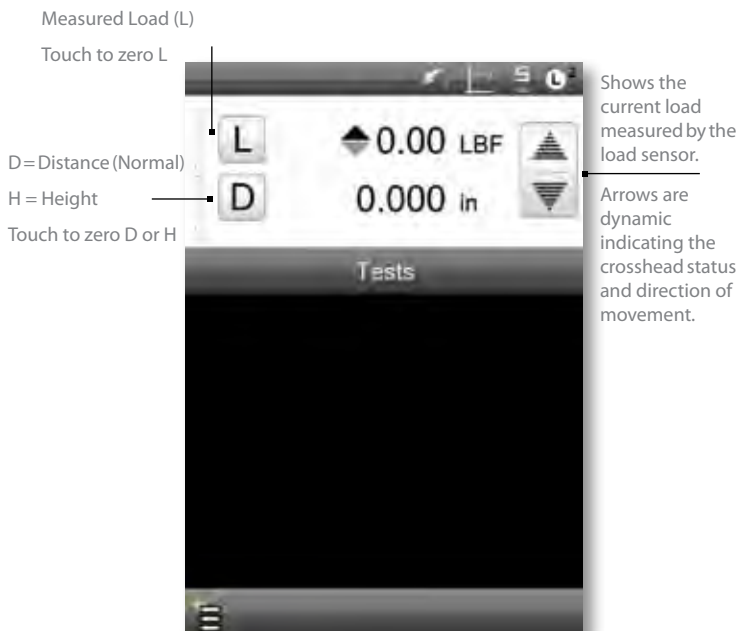 Measured Load (L)
Touch to zero L
D = Distance (Normal)
H = Height
Touch to zero D or H
L 2
L 0.00 LBF
D 0.000 in
Tests
Shows the
current load
measured by the
load sensor.
Arrows are
dynamic
indicating the
crosshead status
and direction of
movement.